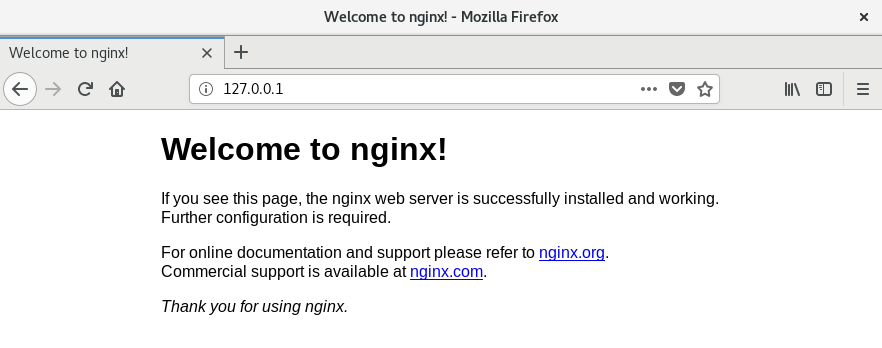 Welcome to nginx! - Mozilla Firefox
Welcome to nginx!
127.0.0.1
Welcome to nginx!
If you see this page, the nginx web server is successfully installed and working.
Further configuration is required.
For online documentation and support please refer to nginx.org.
Commercial support is available at nginx.com.
Thank you for using nginx.